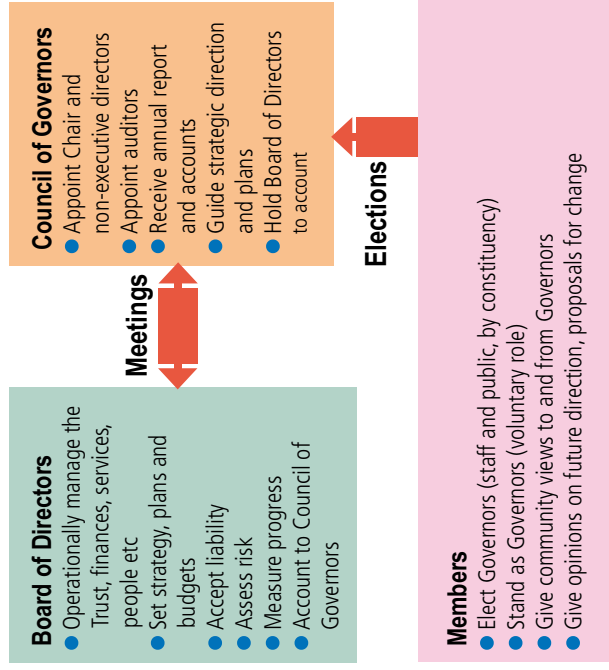 Board of Directors
● Operationally manage the
Trust, finances, services,
people etc
● Set strategy, plans and
budgets
● Accept liability
● Assess risk
● Measure progress
● Account to Council of
Governors
Meetings
Council of Governors
● Appoint Chair and
non-executive directors
● Appoint auditors
● Receive annual report
and accounts
● Guide strategic direction
and plans
● Hold Board of Directors
to account
Elections
Members
● Elect Governors (staff and public, by constituency)
● Stand as Governors (voluntary role)
● Give community views to and from Governors
● Give opinions on future direction, proposals for change